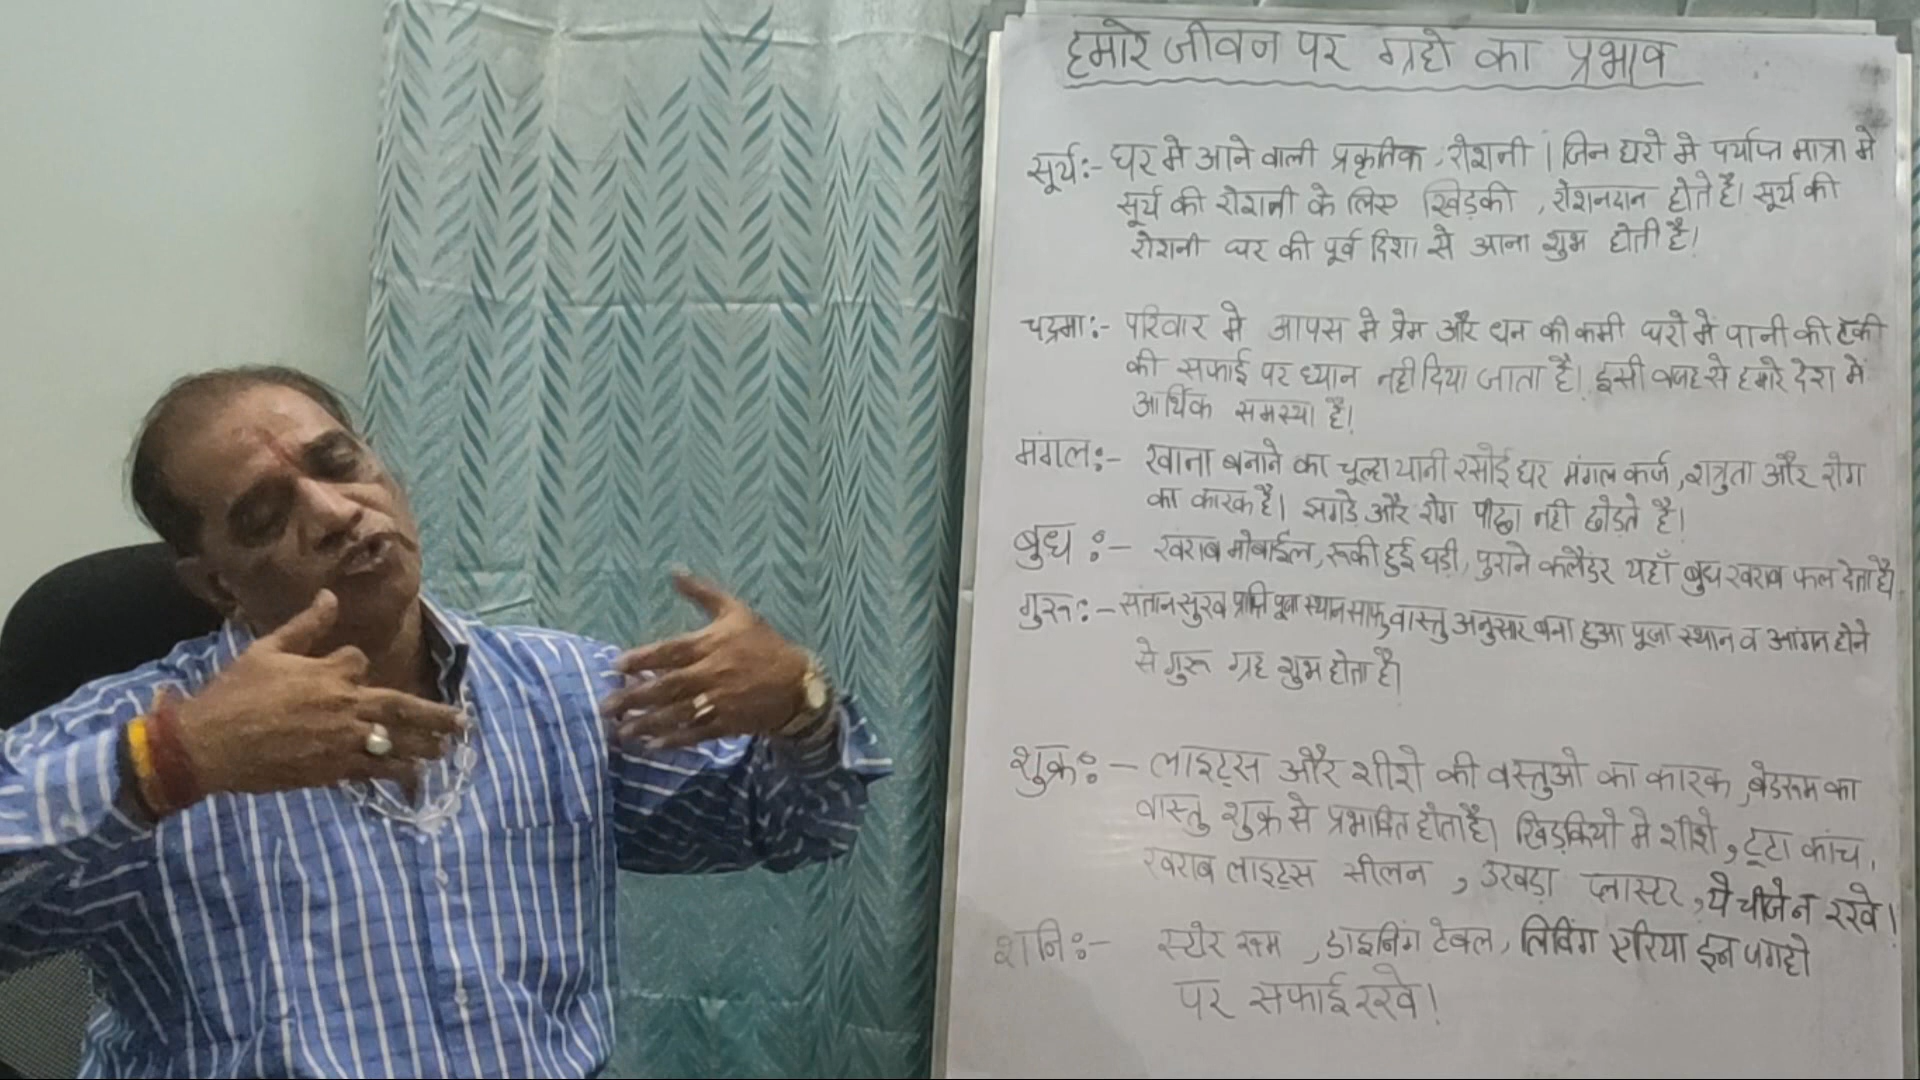 हमारे जीवन पर ग्रहो का प्रभाव
सूर्य:- घर मे आने वाली प्रकृतिक, रोशनी । जिन घरो मे पर्याप्त मात्रा मे
सूर्य की रोशनी के लिए खिड़की , रोशनदान होते है। सूर्य की
रोशनी घर की पूर्व दिशा से आना शुभ होती है।
चद्रमा:- परिवार मे आपस मे प्रेम और धन की कमी घरो में पानी की टंकी
की सफाई पर ध्यान नही दिया जाता है। इसी वजह से हमारे देश में
आर्थिक समस्या है।
मंगल:- खाना बनाने का चूल्हा यानी रसोई घर मंगल कर्ज, शत्रुता और रोग
का कारक है। झगड़े और रोग पीछा नही छोड़ते है।
बुध :- खराब मोबाईल, रूकी हुई घड़ी, पुराने कलैंडर यहाँ बुध खराब फल देता है।
गुरू:- संतान सुख प्राप्ति पूजा स्थान साफ, वास्तु अनुसार बना हुआ पूजा स्थान व आंगन होने
से गुरू ग्रह शुभ होता है।
शुक्र:- लाइट्स और शीशे की वस्तुओ का कारक, बेडरूम का
वास्तु शुक्र से प्रभावित होता है। खिड़कियो मे शीशे, टूटा कांच,
खराब लाइट्स सीलन , उखड़ा प्लास्टर, ये चीजे न रखे।
शनि:- स्टोर रूम , डाइनिंग टेबल, लिविंग एरिया इन जगहो
पर सफाई रखे!